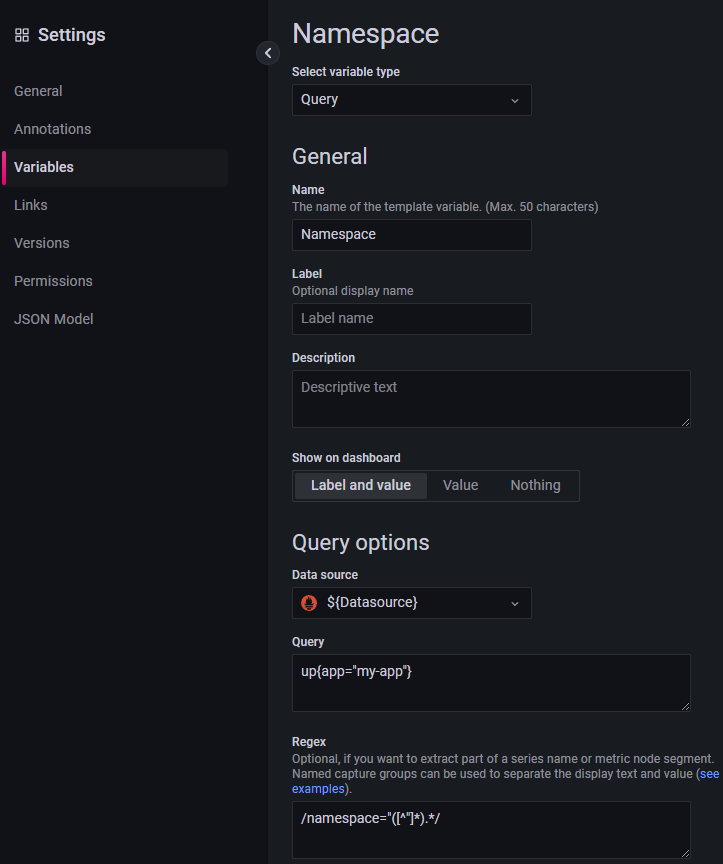 Settings
General
Annotations
Variables
Links
Versions
Permissions
JSON Model
Namespace
Select variable type
Query
General
Name
The name of the template variable. (Max. 50 characters)
Namespace
Label
Optional display name
Label name
Description
Descriptive text
Show on dashboard
Label and value Value Nothing
Query options
Data source
${Datasource}
Query
up{app="my-app"}
Regex
Optional, if you want to extract part of a series name or metric node segment.
Named capture groups can be used to separate the display text and value (see
examples).
/namespace="([^"]*).*/